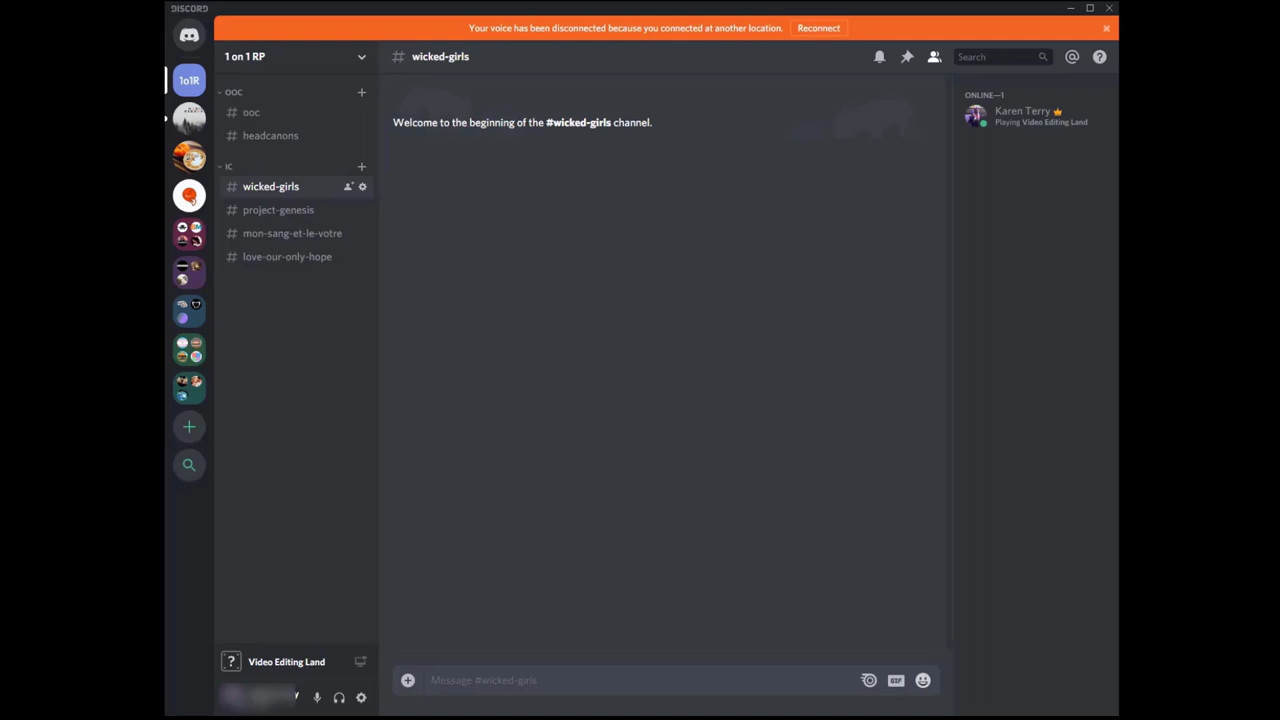 DISCORD
Your voice has been disconnected because you connected at another location. Reconnect
1 on 1 RP
wicked-girls
Search
1o1R
OOC
ooc
headcanons
IC
wicked-girls
project-genesis
mon-sang-et-le-votre
love-our-only-hope
Welcome to the beginning of the #wicked-girls channel.
ONLINE—1
Karen Terry
Playing Video Editing Land
Video Editing Land
Message #wicked-girls
GIF